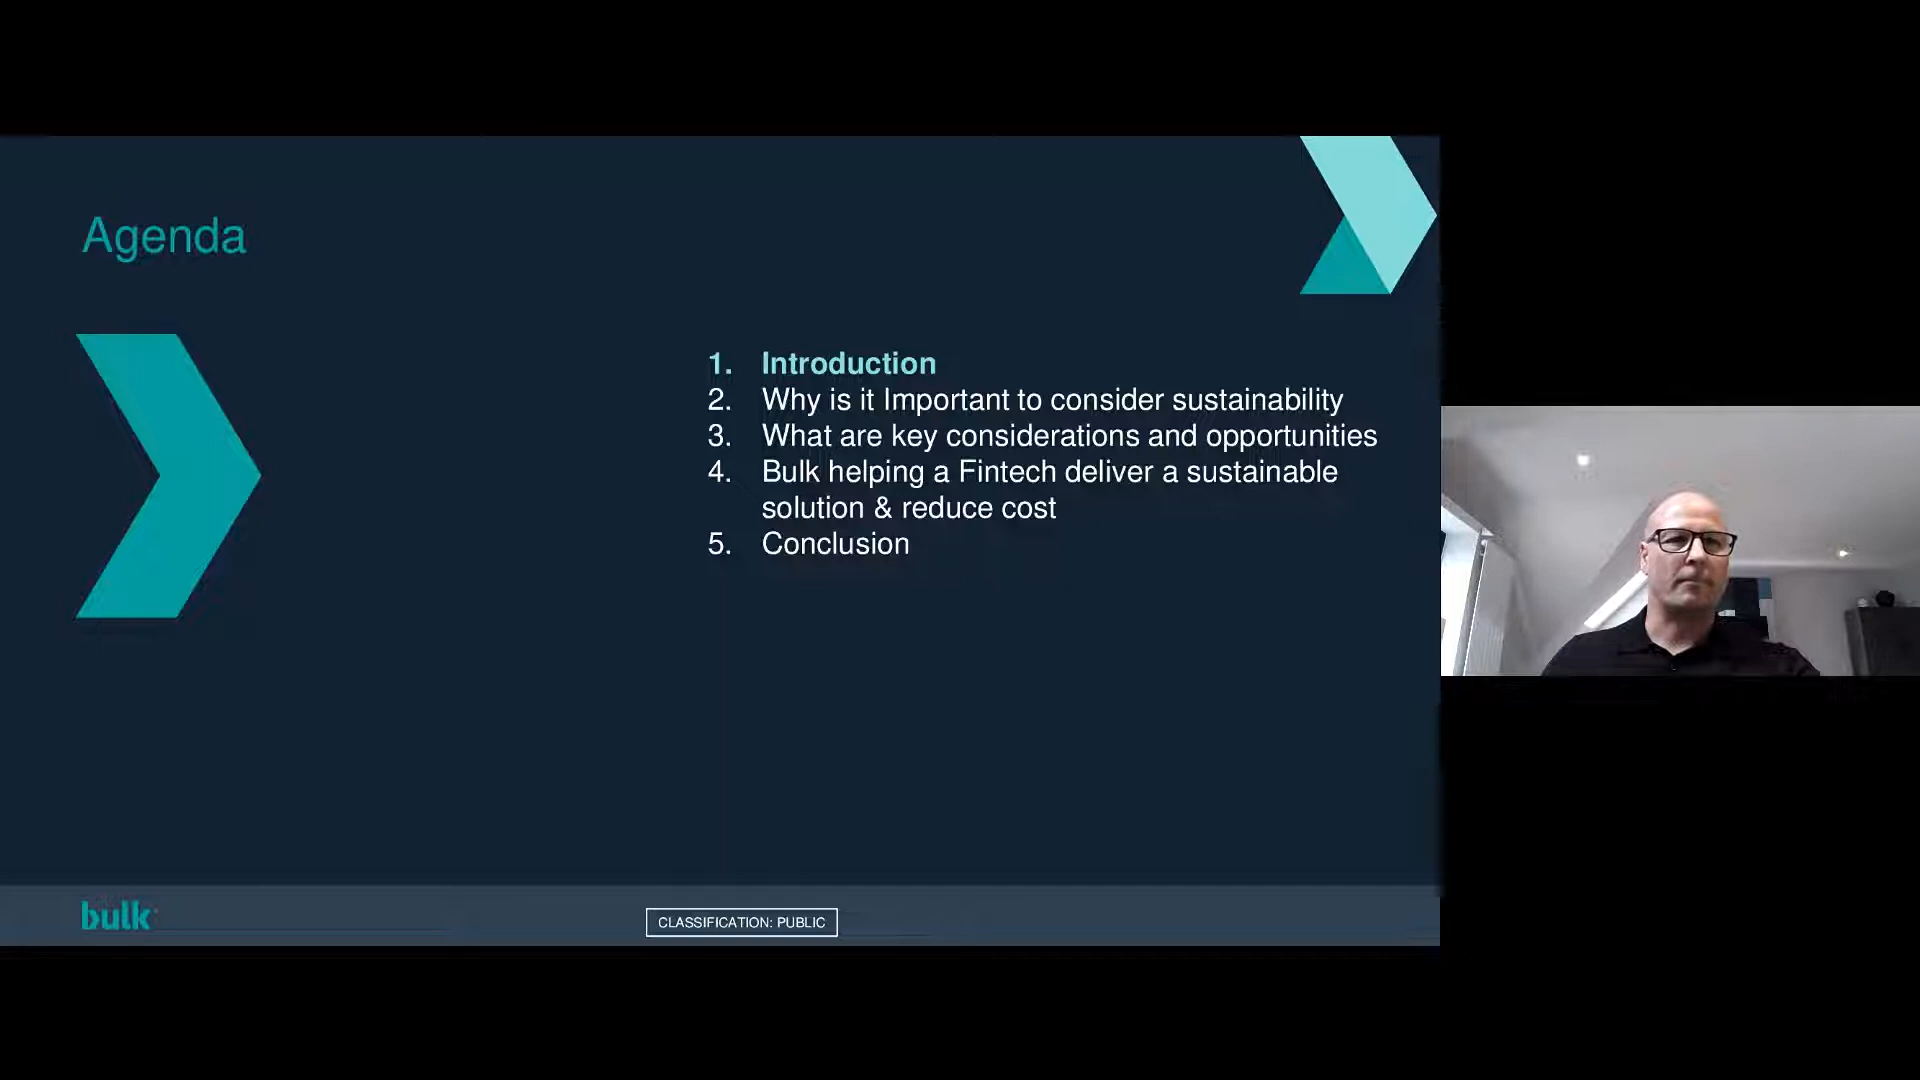 Agenda
1. Introduction
2. Why is it Important to consider sustainability
3. What are key considerations and opportunities
4. Bulk helping a Fintech deliver a sustainable
solution & reduce cost
5. Conclusion
bulk
CLASSIFICATION: PUBLIC